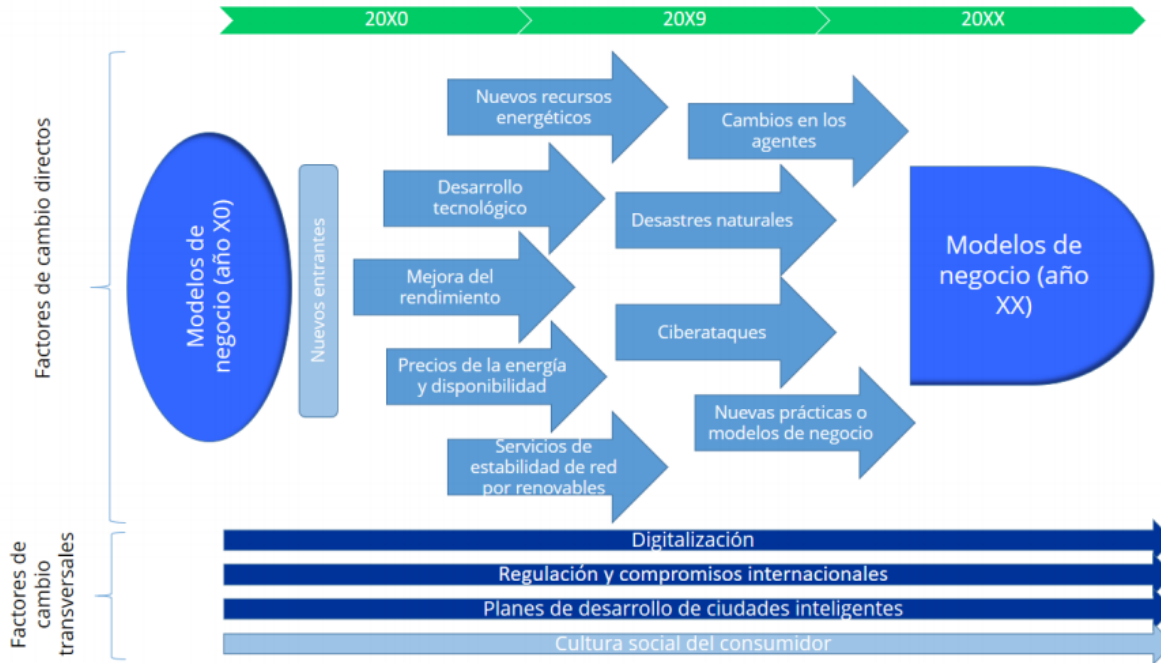 20X0
20X9
20XX
Factores de cambio directos
Modelos de
negocio (año X0)
Nuevos entrantes
Nuevos recursos
energéticos
Desarrollo
tecnológico
Mejora del
rendimiento
Precios de la energía
y disponibilidad
Servicios de
estabilidad de red
por renovables
Cambios en los
agentes
Desastres naturales
Ciberataques
Nuevas prácticas o
modelos de negocio
Modelos de
negocio (año
XX)
Factores de
cambio
transversales
Digitalización
Regulación y compromisos internacionales
Planes de desarrollo de ciudades inteligentes
Cultura social del consumidor